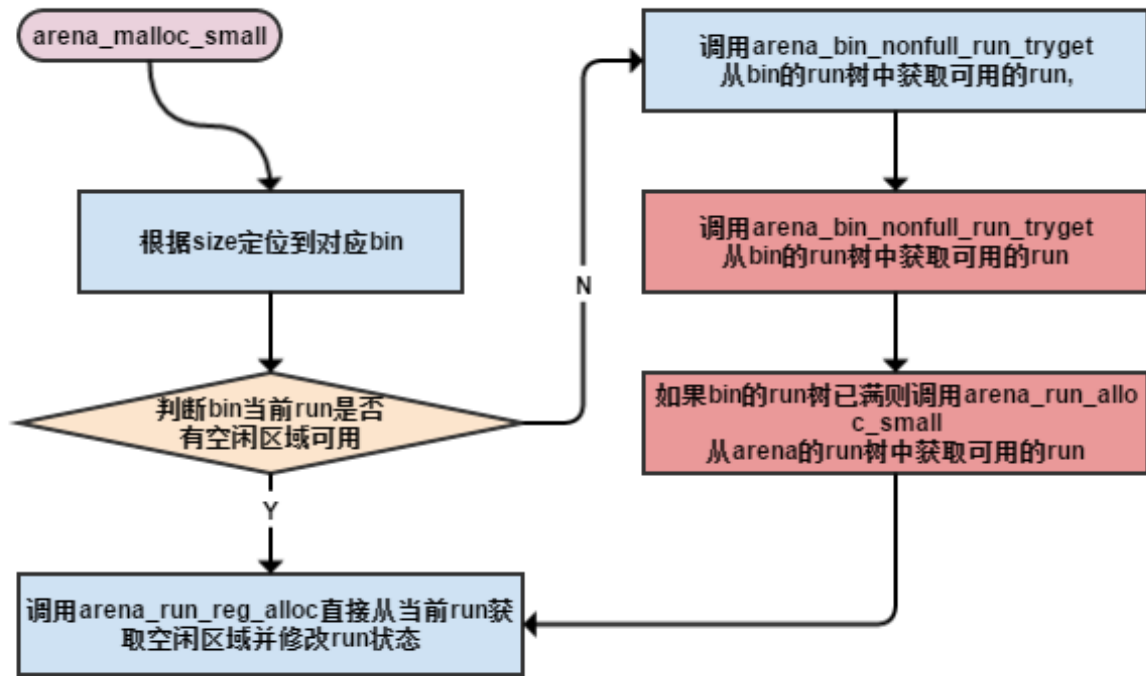 arena_malloc_small
根据size定位到对应bin
判断bin当前run是否
有空闲区域可用
Y
调用arena_run_reg_alloc直接从当前run获
取空闲区域并修改run状态
N
调用arena_bin_nonfull_run_tryget
从bin的run树中获取可用的run,
调用arena_bin_nonfull_run_tryget
从bin的run树中获取可用的run
如果bin的run树已满则调用arena_run_allo
c_small
从arena的run树中获取可用的run